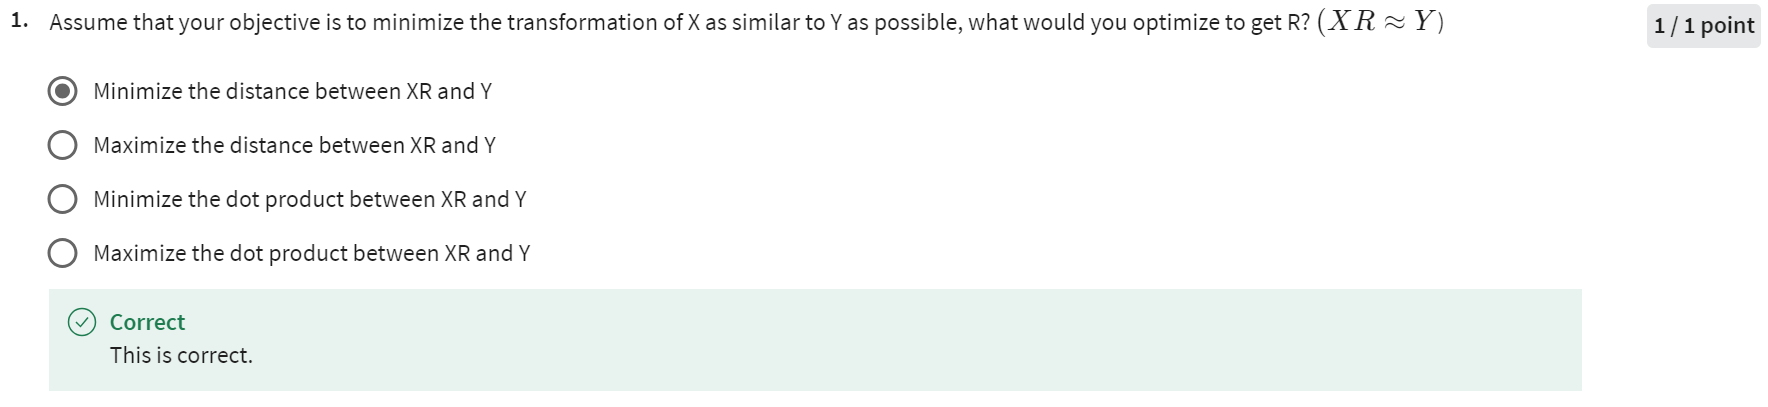 1. Assume that your objective is to minimize the transformation of X as similar to Y as possible, what would you optimize to get R? (XR ≈ Y)
1 / 1 point
Minimize the distance between XR and Y
Maximize the distance between XR and Y
Minimize the dot product between XR and Y
Maximize the dot product between XR and Y
Correct
This is correct.